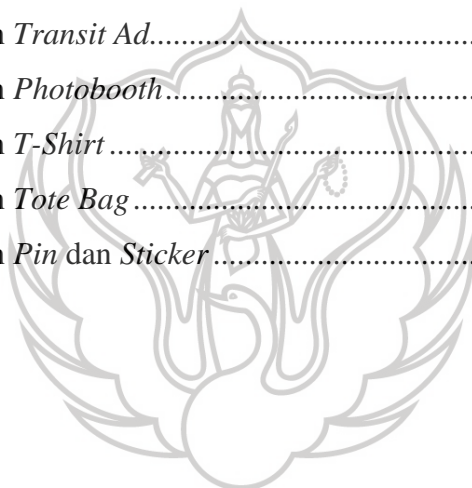 n Transit Ad....................................................
n Photobooth..................................................
n T-Shirt ..........................................................
n Tote Bag .......................................................
n Pin dan Sticker ...........................................